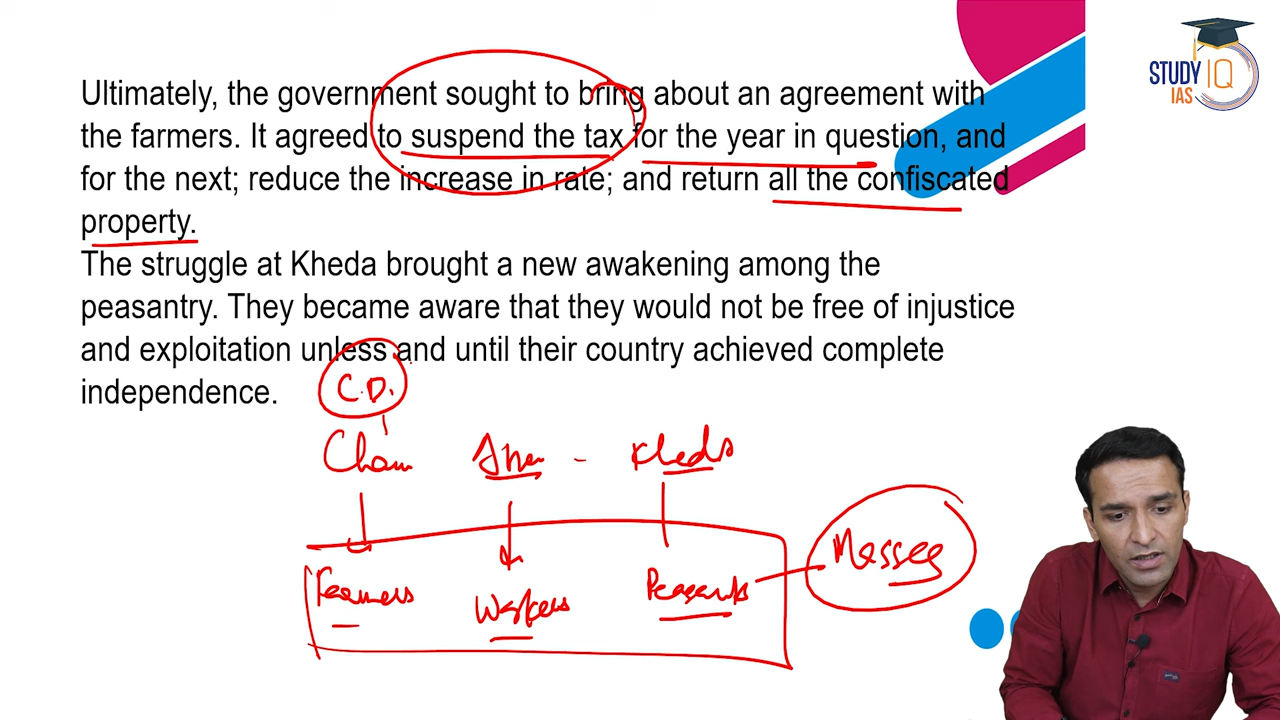 Ultimately, the government sought to bring about an agreement with
the farmers. It agreed to suspend the tax for the year in question, and
for the next; reduce the increase in rate; and return all the confiscated
property.
The struggle at Kheda brought a new awakening among the
peasantry. They became aware that they would not be free of injustice
and exploitation unless and until their country achieved complete
independence.
C.D.
Cham
Kheda
Farmers
Workers
Peasants
Masses
STUDY IQ
IAS